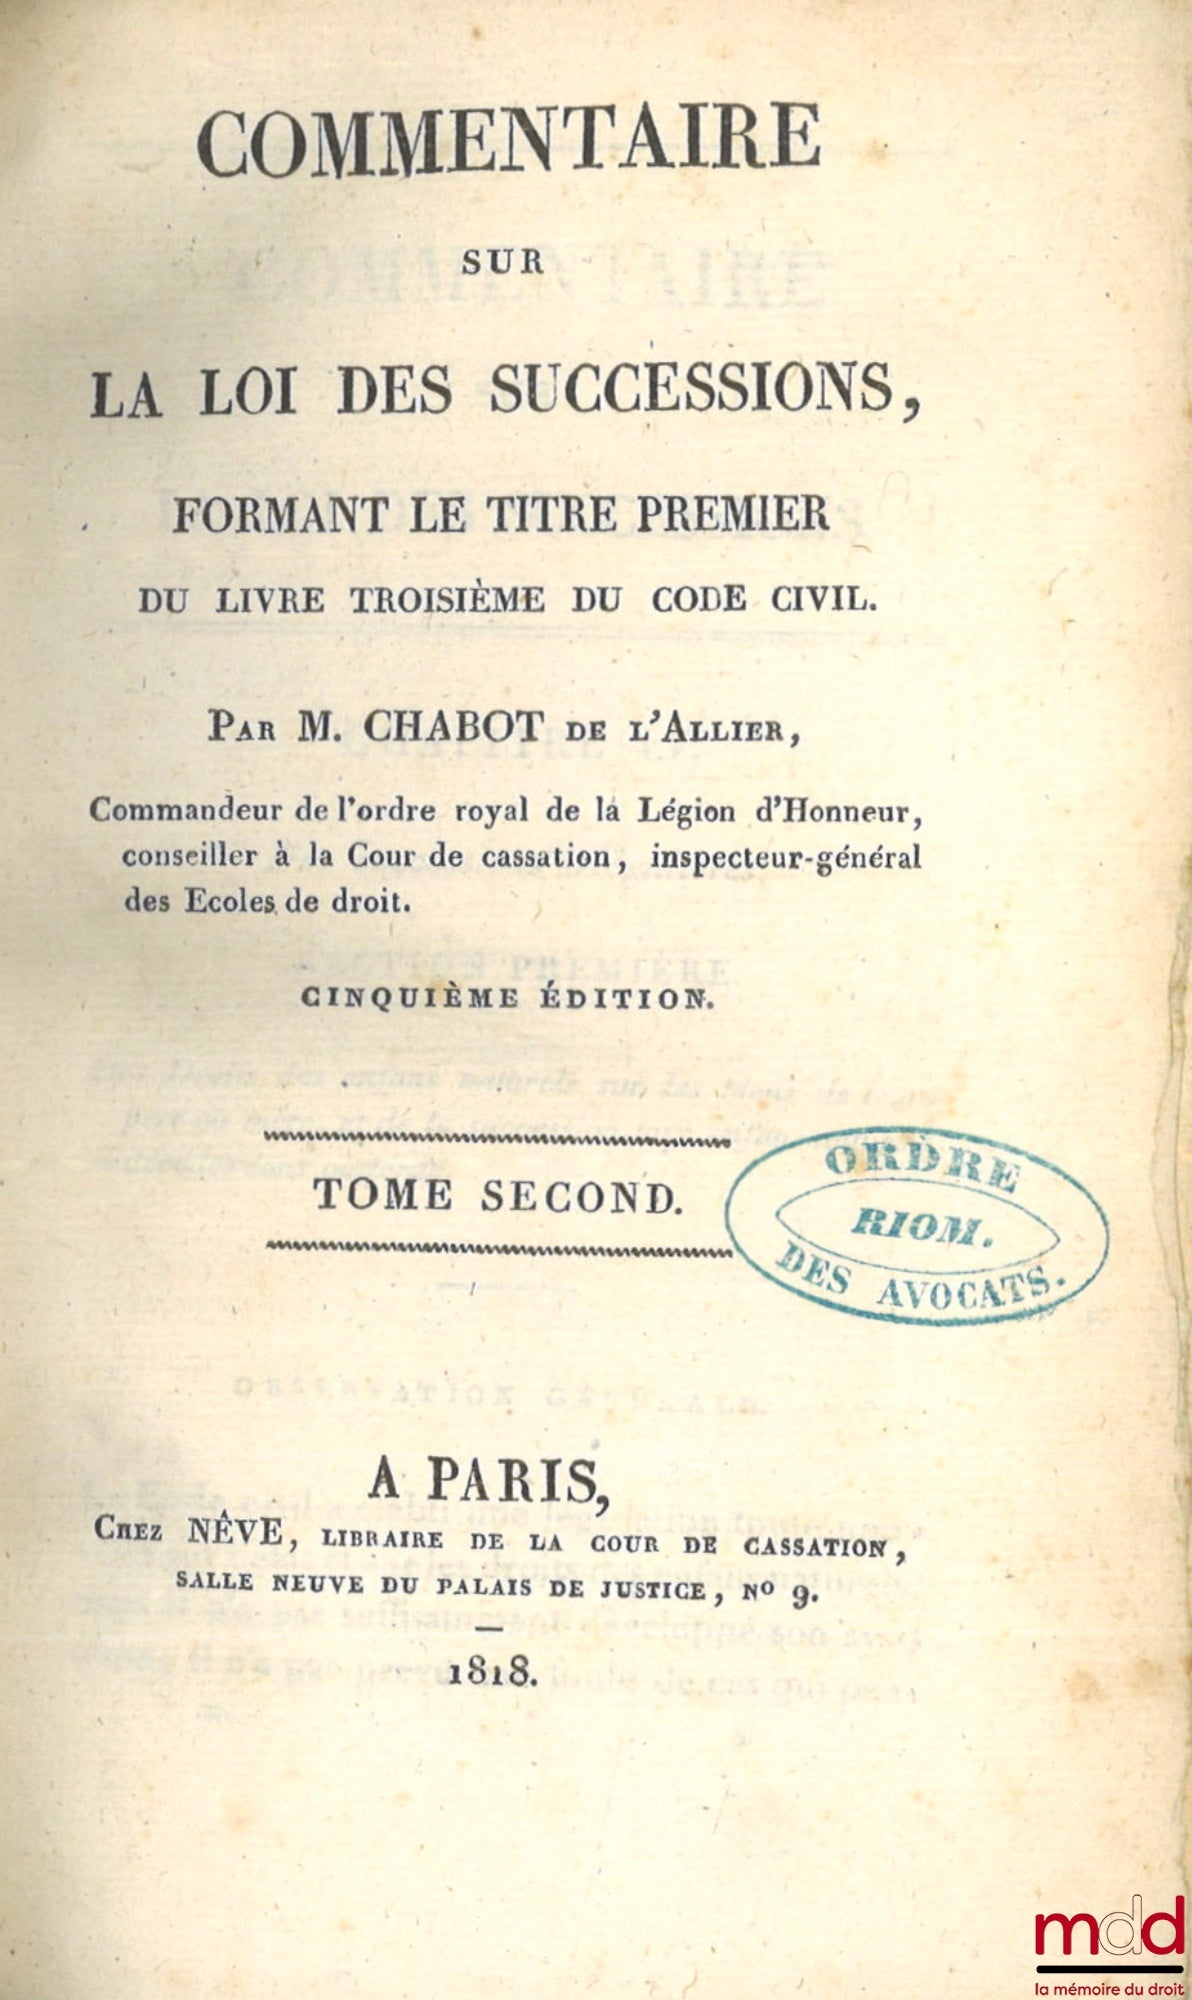 COMMENTAIRE
SUR
LA LOI DES SUCCESSIONS,
FORMANT LE TITRE PREMIER
DU LIVRE TROISIÈME DU CODE CIVIL.
PAR M. CHABOT DE L'ALLIER,
Commandeur de l'ordre royal de la Légion d'Honneur,
conseiller à la Cour de cassation, inspecteur-général
des Ecoles de droit.
CINQUIÈME ÉDITION.
TOME SECOND.
ORDRE
RIOM.
DES AVOCATS.
A PARIS,
CHEZ NÊVE, LIBRAIRE DE LA COUR DE CASSATION,
SALLE NEUVE DU PALAIS DE JUSTICE, Nº 9.
1818.
mdd
la mémoire du droit